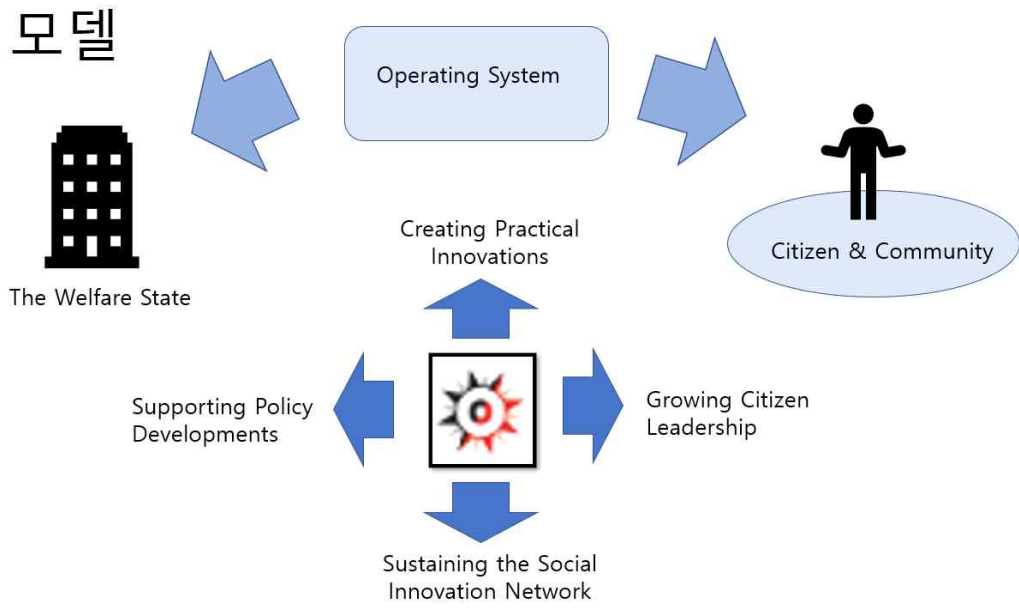 모델
Operating System
The Welfare State
Citizen & Community
Creating Practical
Innovations
Supporting Policy
Developments
Growing Citizen
Leadership
Sustaining the Social
Innovation Network